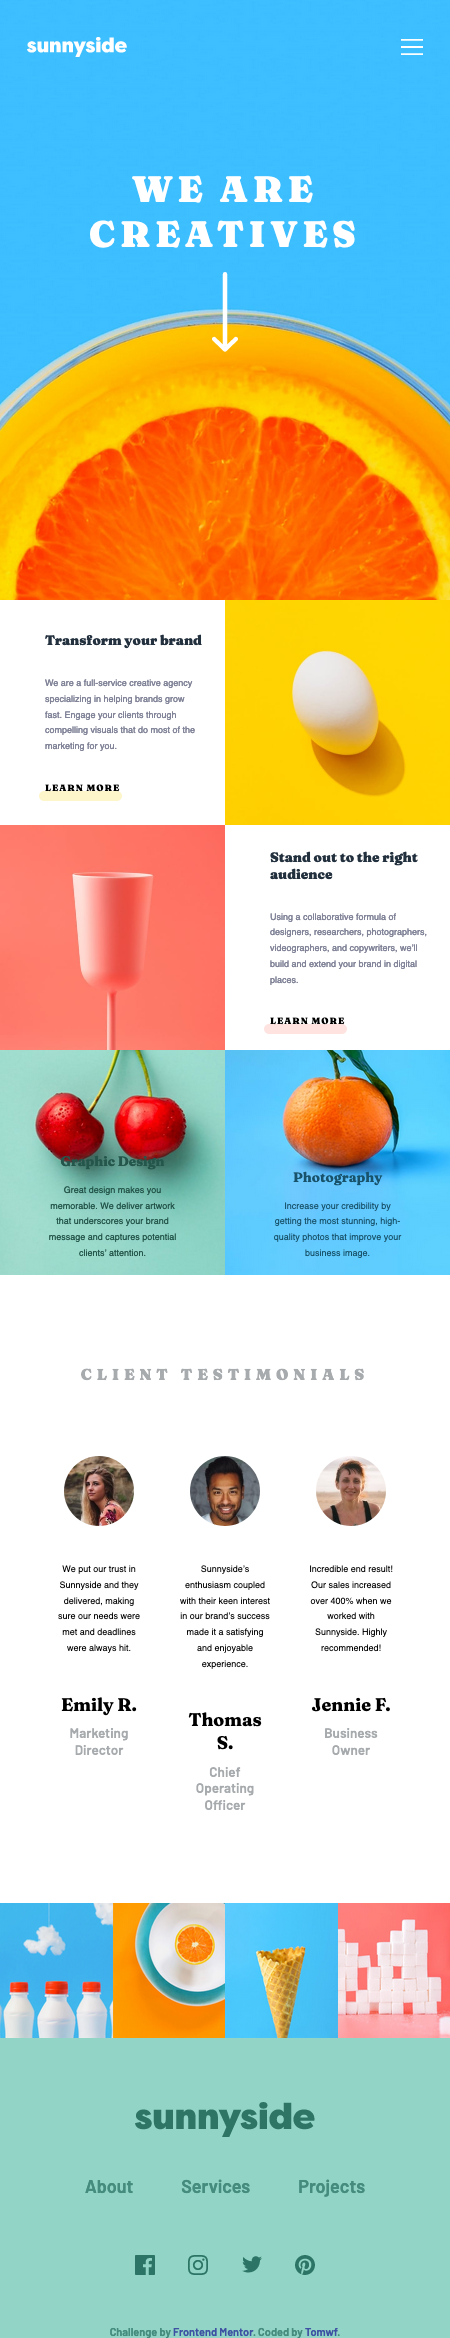 sunnyside
WE ARE
CREATIVES
Transform your brand
We are a full-service creative agency
specializing in helping brands grow
fast. Engage your clients through
compelling visuals that do most of the
marketing for you.
LEARN MORE
Stand out to the right
audience
Using a collaborative formula of
designers, researchers, photographers,
videographers, and copywriters, we'll
build and extend your brand in digital
places.
LEARN MORE
Graphic Design
Great design makes you
memorable. We deliver artwork
that underscores your brand
message and captures potential
clients' attention.
Photography
Increase your credibility by
getting the most stunning, high-
quality photos that improve your
business image.
CLIENT TESTIMONIALS
We put our trust in
Sunnyside and they
delivered, making
sure our needs were
met and deadlines
were always hit.
Emily R.
Marketing
Director
Sunnyside's
enthusiasm coupled
with their keen interest
in our brand's success
made it a satisfying
and enjoyable
experience.
Thomas
S.
Chief
Operating
Officer
Incredible end result!
Our sales increased
over 400% when we
worked with
Sunnyside. Highly
recommended!
Jennie F.
Business
Owner
sunnyside
About Services Projects
Challenge by Frontend Mentor. Coded by Tomwf.